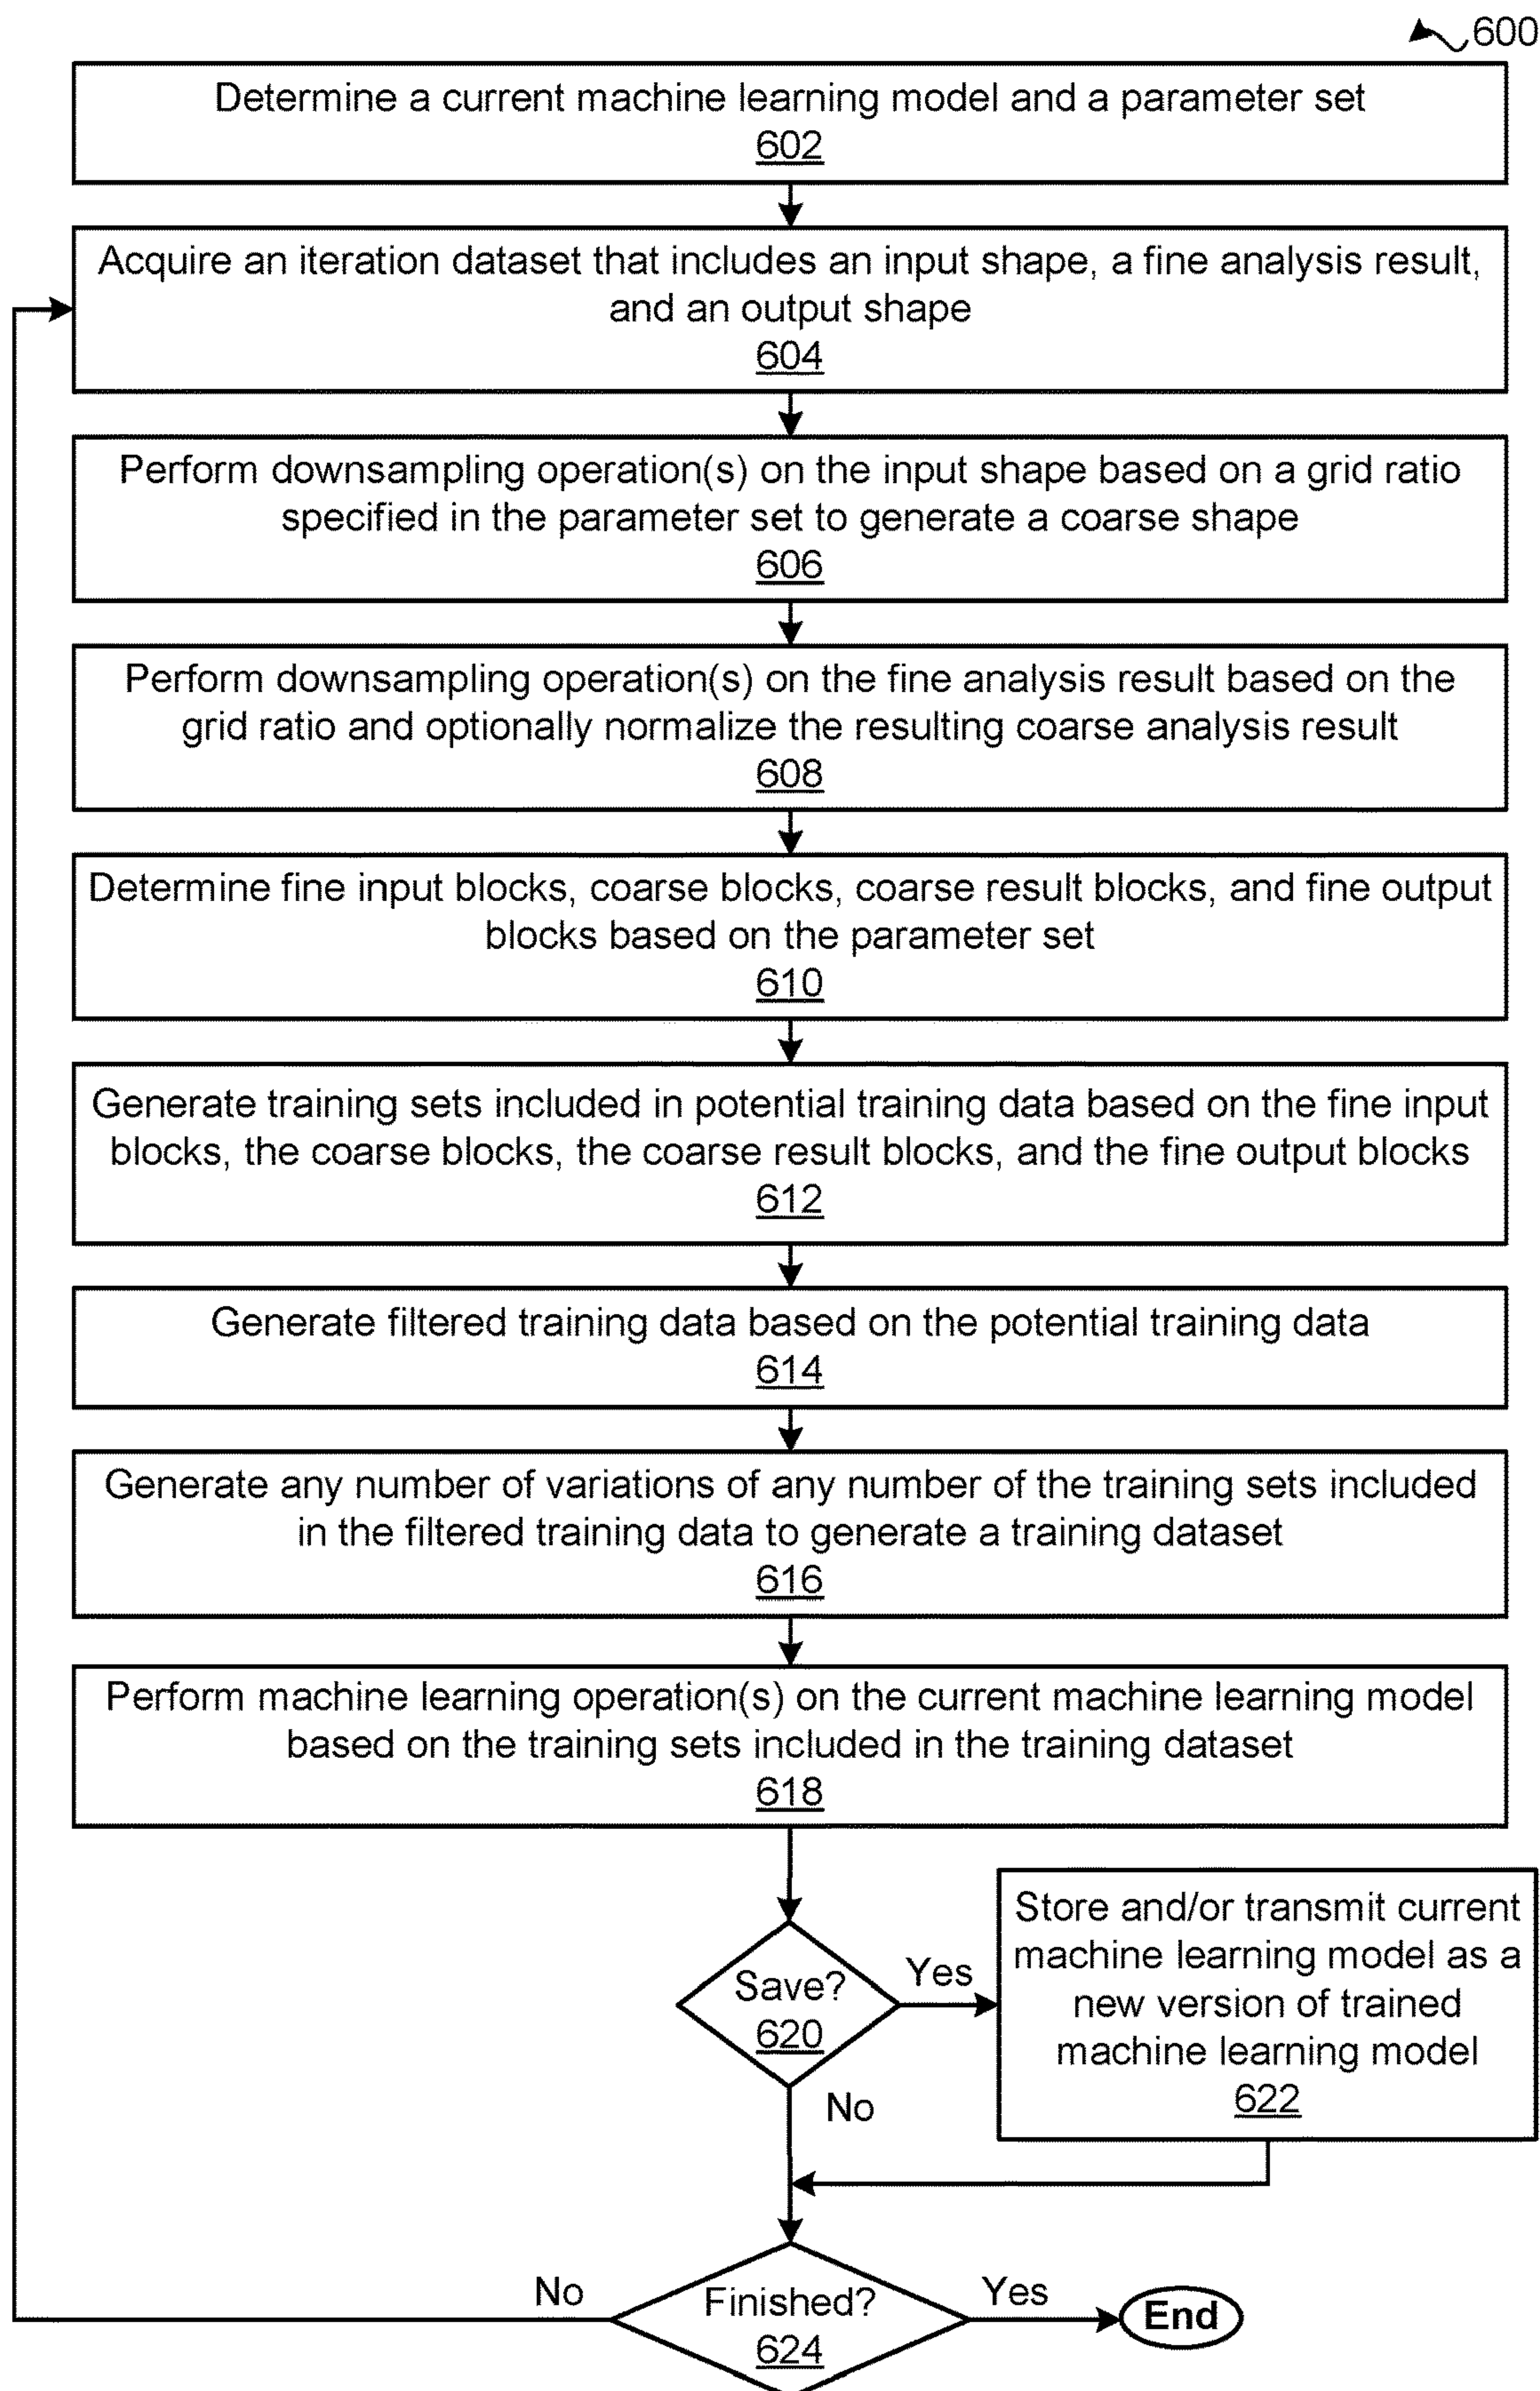 600
Determine a current machine learning model and a parameter set
602
Acquire an iteration dataset that includes an input shape, a fine analysis result,
and an output shape
604
Perform downsampling operation(s) on the input shape based on a grid ratio
specified in the parameter set to generate a coarse shape
606
Perform downsampling operation(s) on the fine analysis result based on the
grid ratio and optionally normalize the resulting coarse analysis result
608
Determine fine input blocks, coarse blocks, coarse result blocks, and fine output
blocks based on the parameter set
610
Generate training sets included in potential training data based on the fine input
blocks, the coarse blocks, the coarse result blocks, and the fine output blocks
612
Generate filtered training data based on the potential training data
614
Generate any number of variations of any number of the training sets included
in the filtered training data to generate a training dataset
616
Perform machine learning operation(s) on the current machine learning model
based on the training sets included in the training dataset
618
Save?
620
Yes
No
Store and/or transmit current
machine learning model as a
new version of trained
machine learning model
622
No
Finished?
624
Yes
End